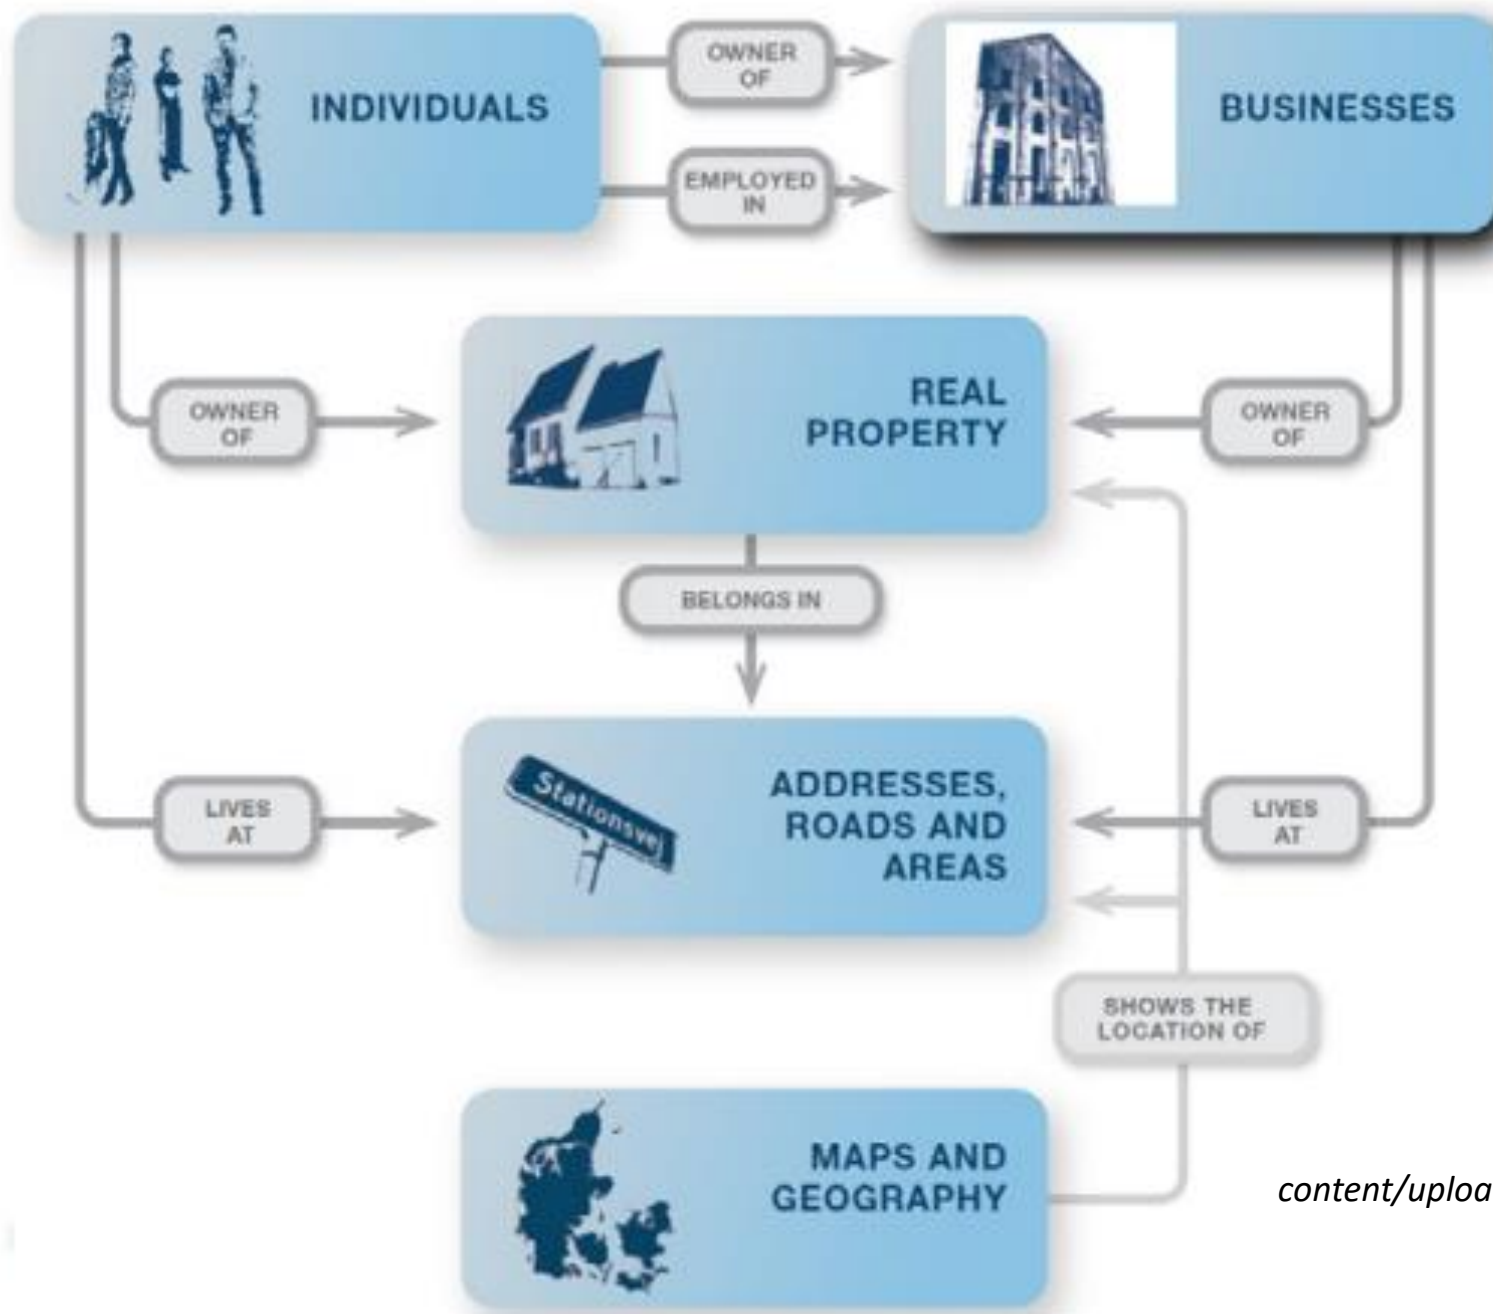 INDIVIDUALS
OWNER
OF
EMPLOYED
IN
BUSINESSES
OWNER
OF
REAL
PROPERTY
OWNER
OF
BELONGS IN
LIVES
AT
Stationsvej
ADDRESSES,
ROADS AND
AREAS
LIVES
AT
SHOWS THE
LOCATION OF
MAPS AND
GEOGRAPHY
content/uploa